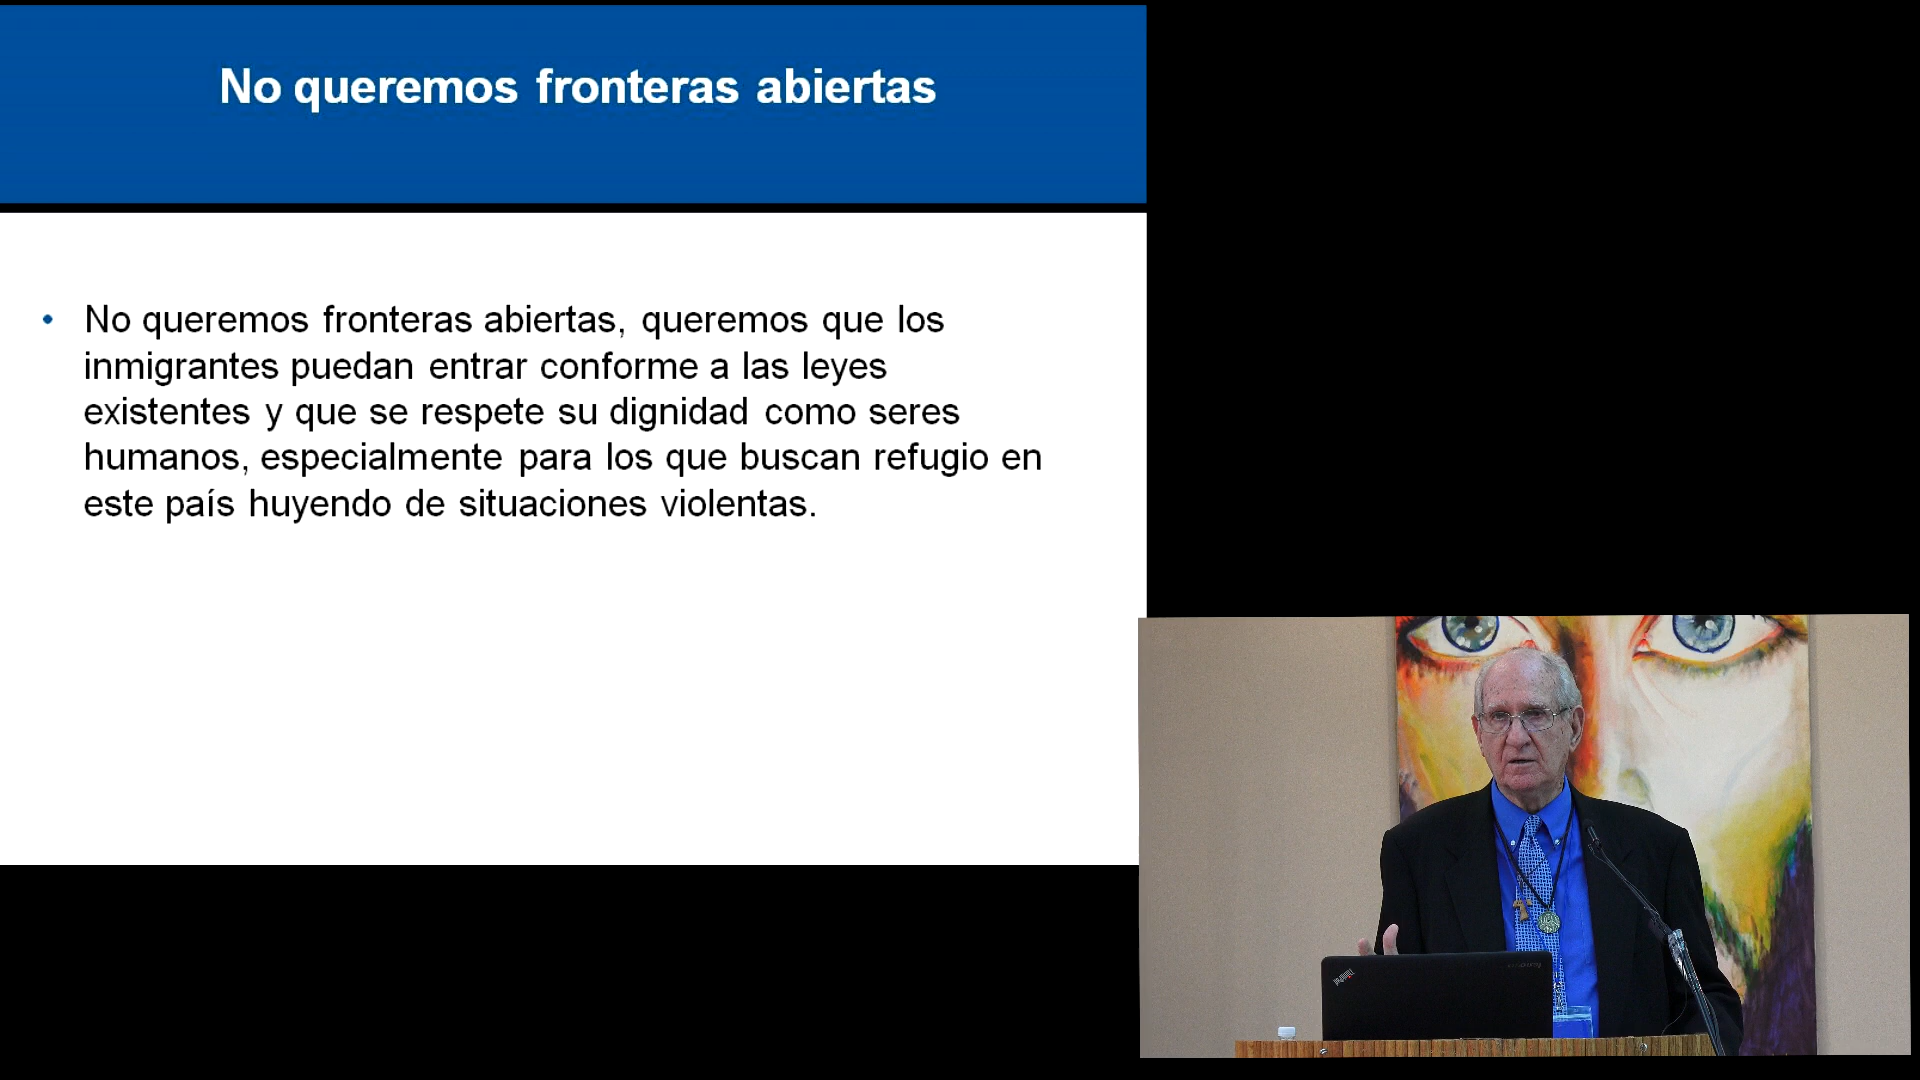 No queremos fronteras abiertas
• No queremos fronteras abiertas, queremos que los
inmigrantes puedan entrar conforme a las leyes
existentes y que se respete su dignidad como seres
humanos, especialmente para los que buscan refugio en
este país huyendo de situaciones violentas.